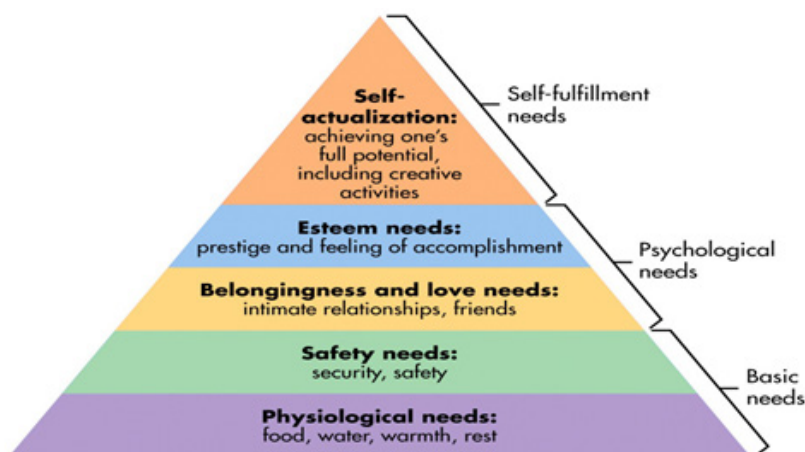 Self-
actualization:
achieving one's
full potential,
including creative
activities
Self-fulfillment
needs
Esteem needs:
prestige and feeling of accomplishment
Belongingness and love needs:
intimate relationships, friends
Psychological
needs
Safety needs:
security, safety
Physiological needs:
food, water, warmth, rest
Basic
needs